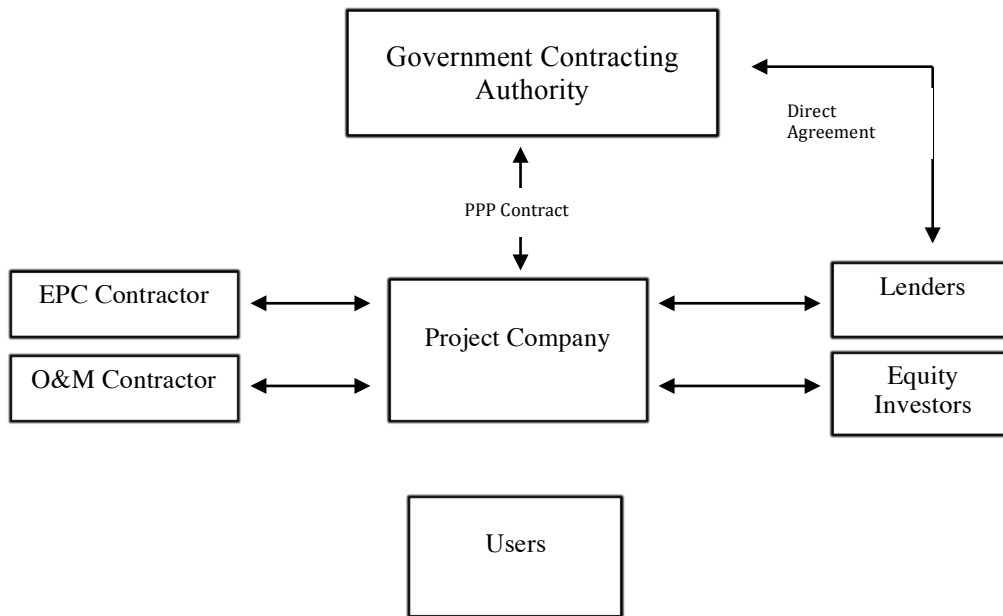 Government Contracting
Authority
Direct
Agreement
PPP Contract
EPC Contractor
Project Company
Lenders
O&M Contractor
Equity
Investors
Users